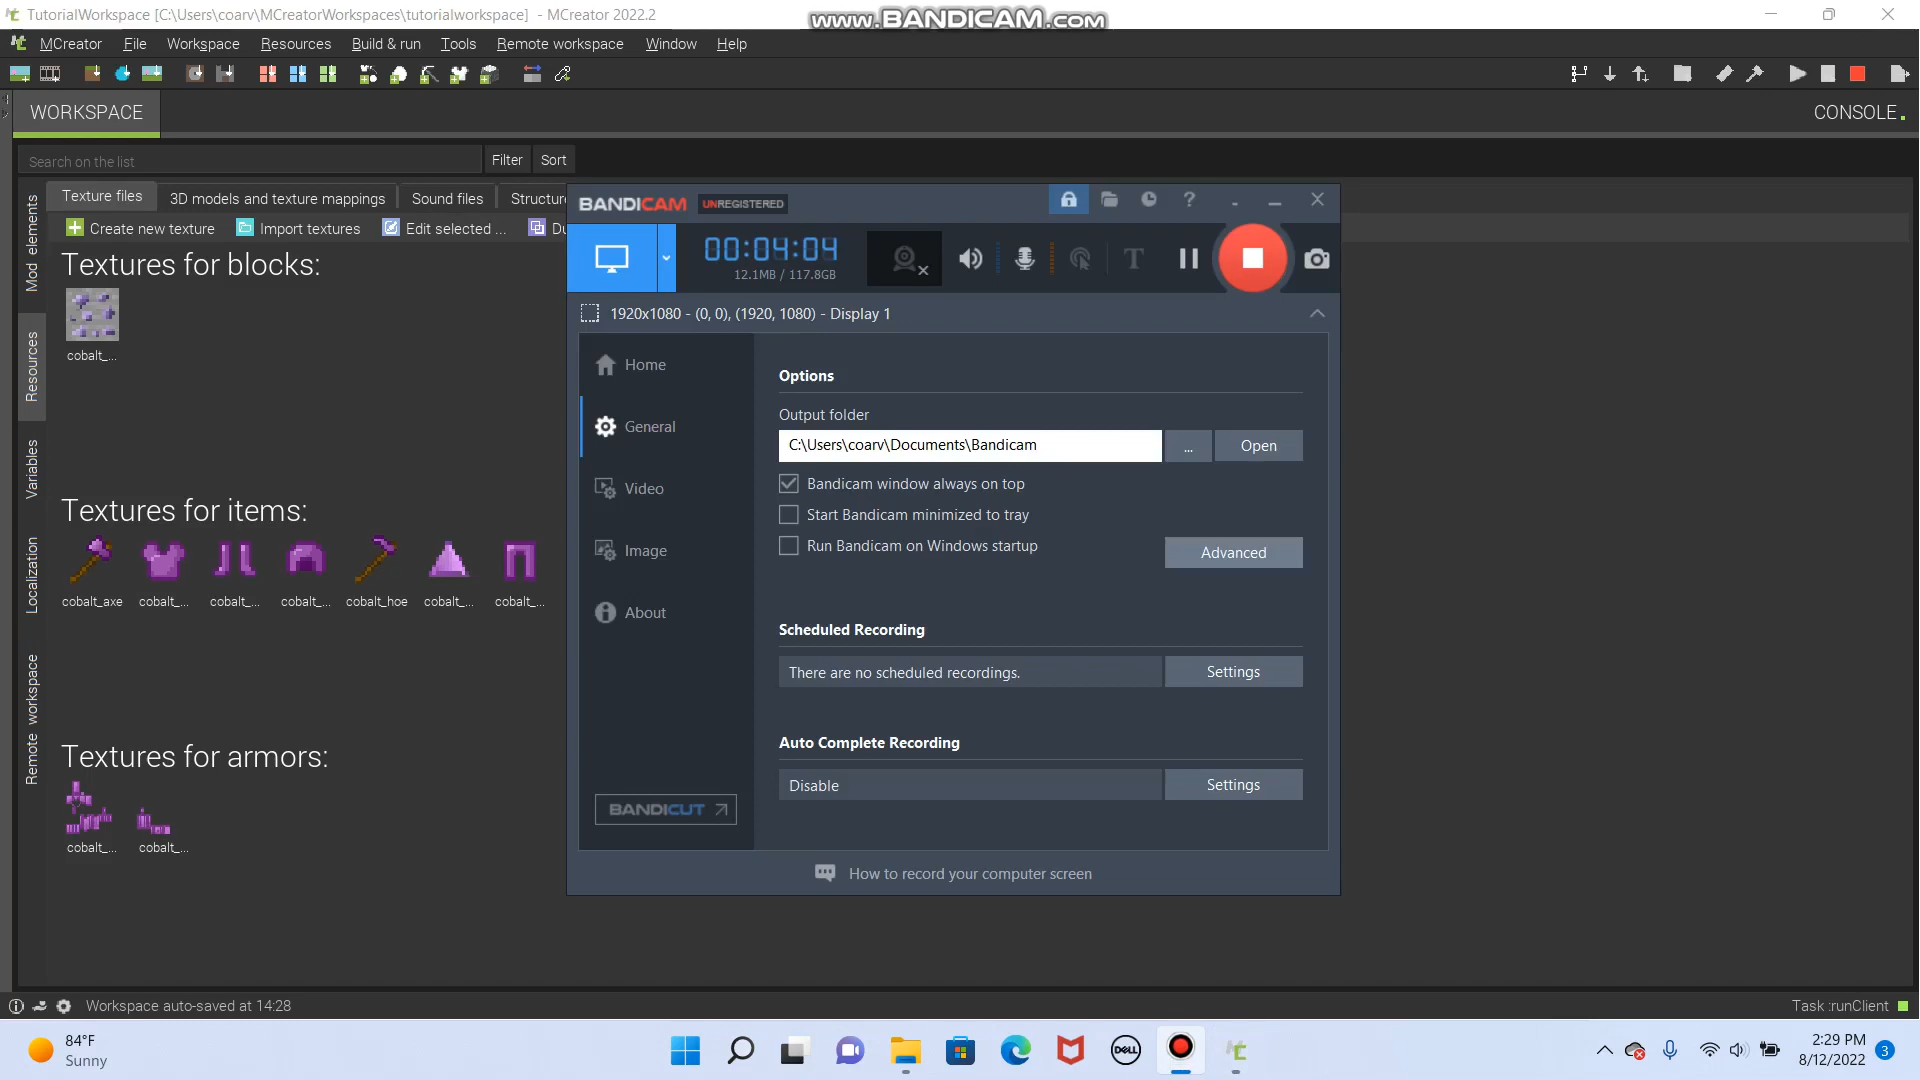 TutorialWorkspace [C:\Users\coarv\MCreatorWorkspaces\tutorialworkspace] - MCreator 2022.2
www.BANDICAM.com
MCreator File Workspace Resources Build & run Tools Remote workspace Window Help
WORKSPACE
CONSOLE
Search on the list
Filter
Sort
Mod elements
Resources
Variables
Localization
Remote workspace
Texture files
3D models and texture mappings
Sound files
Structure
Create new texture
Import textures
Edit selected ...
Du
Textures for blocks:
cobalt_...
Textures for items:
cobalt_axe
cobalt_...
cobalt_...
cobalt_...
cobalt_hoe
cobalt_...
cobalt_...
Textures for armors:
cobalt_...
cobalt_...
BANDICAM
UNREGISTERED
?
00:04:04
12.1MB / 117.8GB
T
1920x1080 - (0, 0), (1920, 1080) - Display 1
Home
General
Video
Image
About
BANDICUT
Options
Output folder
C:\Users\coarv\Documents\Bandicam
...
Open
Bandicam window always on top
Start Bandicam minimized to tray
Run Bandicam on Windows startup
Advanced
Scheduled Recording
There are no scheduled recordings.
Settings
Auto Complete Recording
Disable
Settings
How to record your computer screen
Workspace auto-saved at 14:28
Task :runClient
84°F
Sunny
DELL
2:29 PM
8/12/2022
3